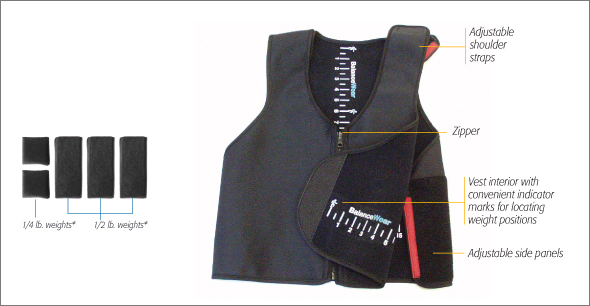 Adjustable
shoulder
straps
BalanceWear
Zipper
Vest interior with
convenient indicator
marks for locating
weight positions
BalanceWear
1/4 lb. weights*
1/2 lb. weights*
Adjustable side panels